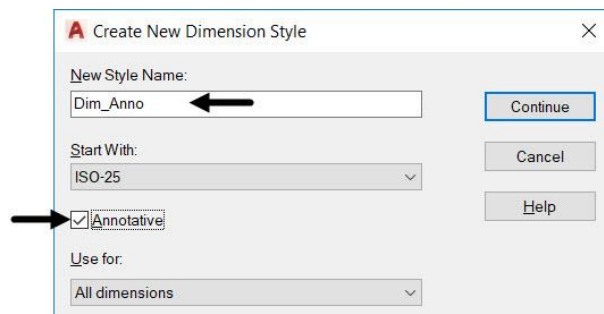 A Create New Dimension Style
New Style Name:
Dim_Anno
Continue
Start With:
ISO-25
Cancel
Annotative
Help
Use for:
All dimensions